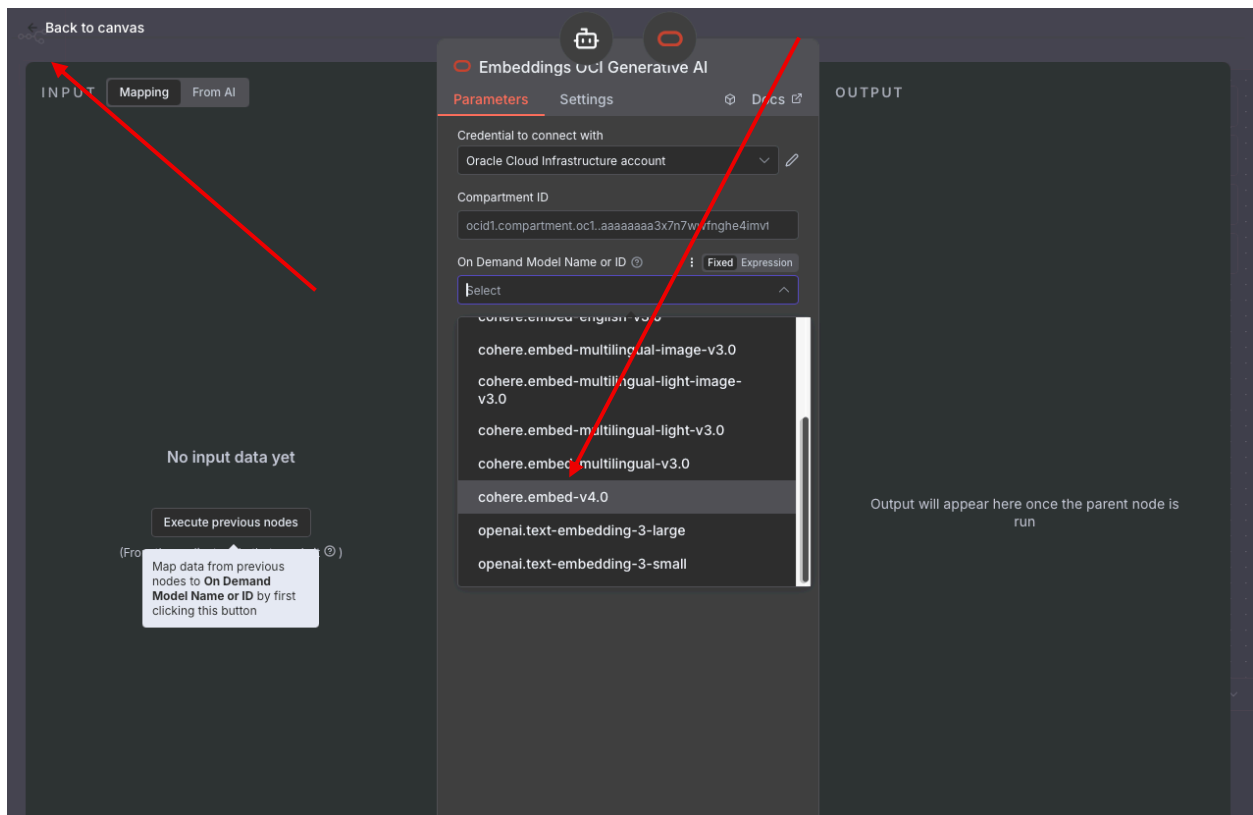 Back to canvas
INPUT
Mapping
From AI
Embeddings OCI Generative AI
Parameters
Settings
Docs
OUTPUT
Credential to connect with
Oracle Cloud Infrastructure account
Compartment ID
On Demand Model Name or ID
Fixed
Expression
Select
cohere.embed-english-v3.0
cohere.embed-multilingual-image-v3.0
cohere.embed-multilingual-light-image-
v3.0
cohere.embed-multilingual-light-v3.0
cohere.embed-multilingual-v3.0
cohere.embed-v4.0
openai.text-embedding-3-large
openai.text-embedding-3-small
No input data yet
Execute previous nodes
Map data from previous
nodes to On Demand
Model Name or ID by first
clicking this button
Output will appear here once the parent node is
run